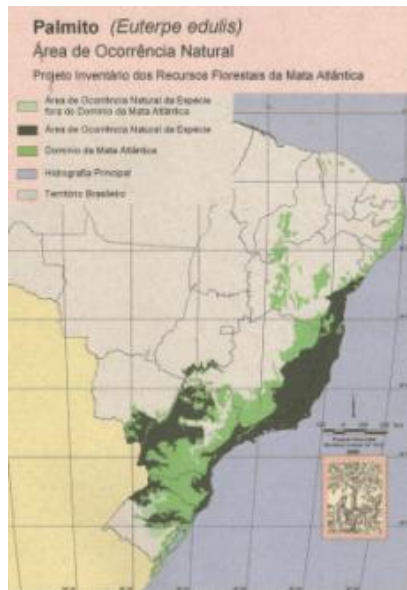 Palmito (Euterpe edulis)
Área de Ocorrência Natural
Projeto Inventário dos Recursos Florestais da Mata Atlântica
Área de Ocorrência Natural da Espécie
fora do Domínio da Mata Atlântica
Área de Ocorrência Natural da Espécie
Domínio da Mata Atlântica
Hidrografia Principal
Território Brasileiro